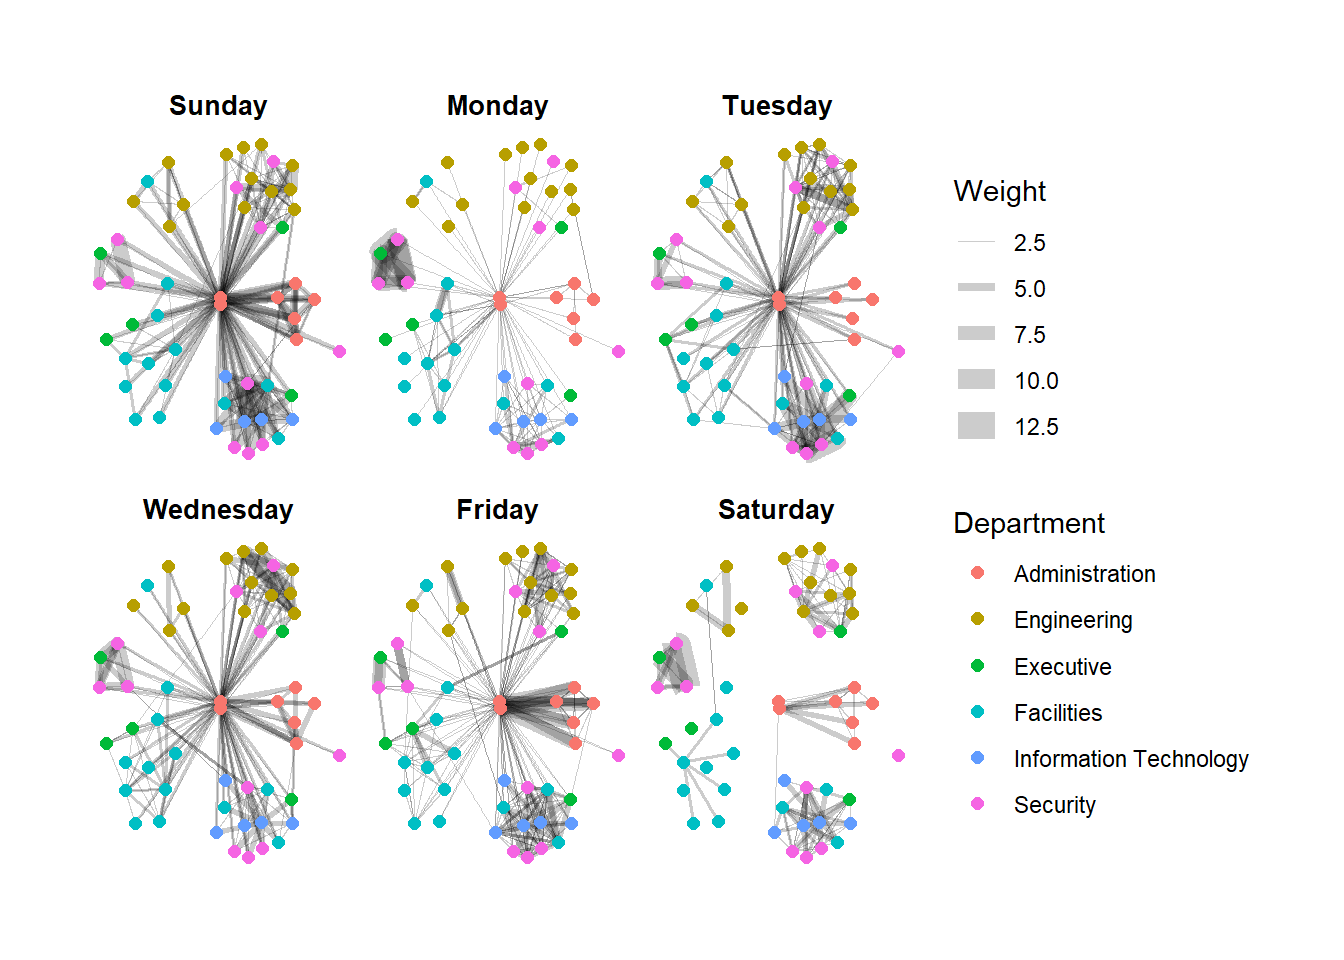 Sunday
Monday
Tuesday
Wednesday
Friday
Saturday
Weight
2.5
5.0
7.5
10.0
12.5
Department
Administration
Engineering
Executive
Facilities
Information Technology
Security